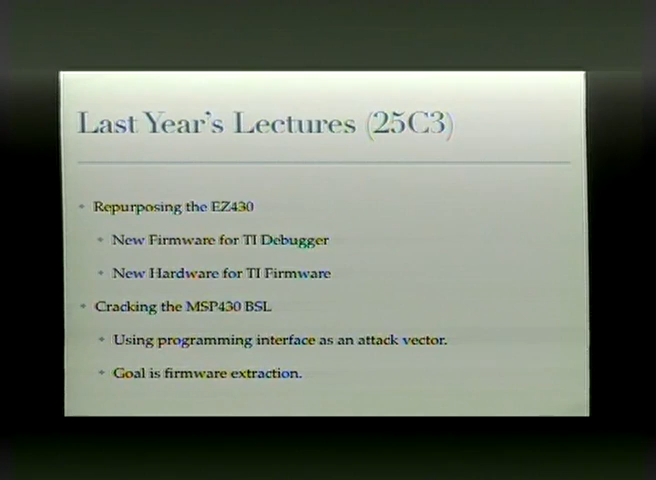 Last Year's Lectures (25C3)
Repurposing the EZ430
New Firmware for TI Debugger
New Hardware for TI Firmware
Cracking the MSP430 BSL
Using programming interface as an attack vector.
Goal is firmware extraction.